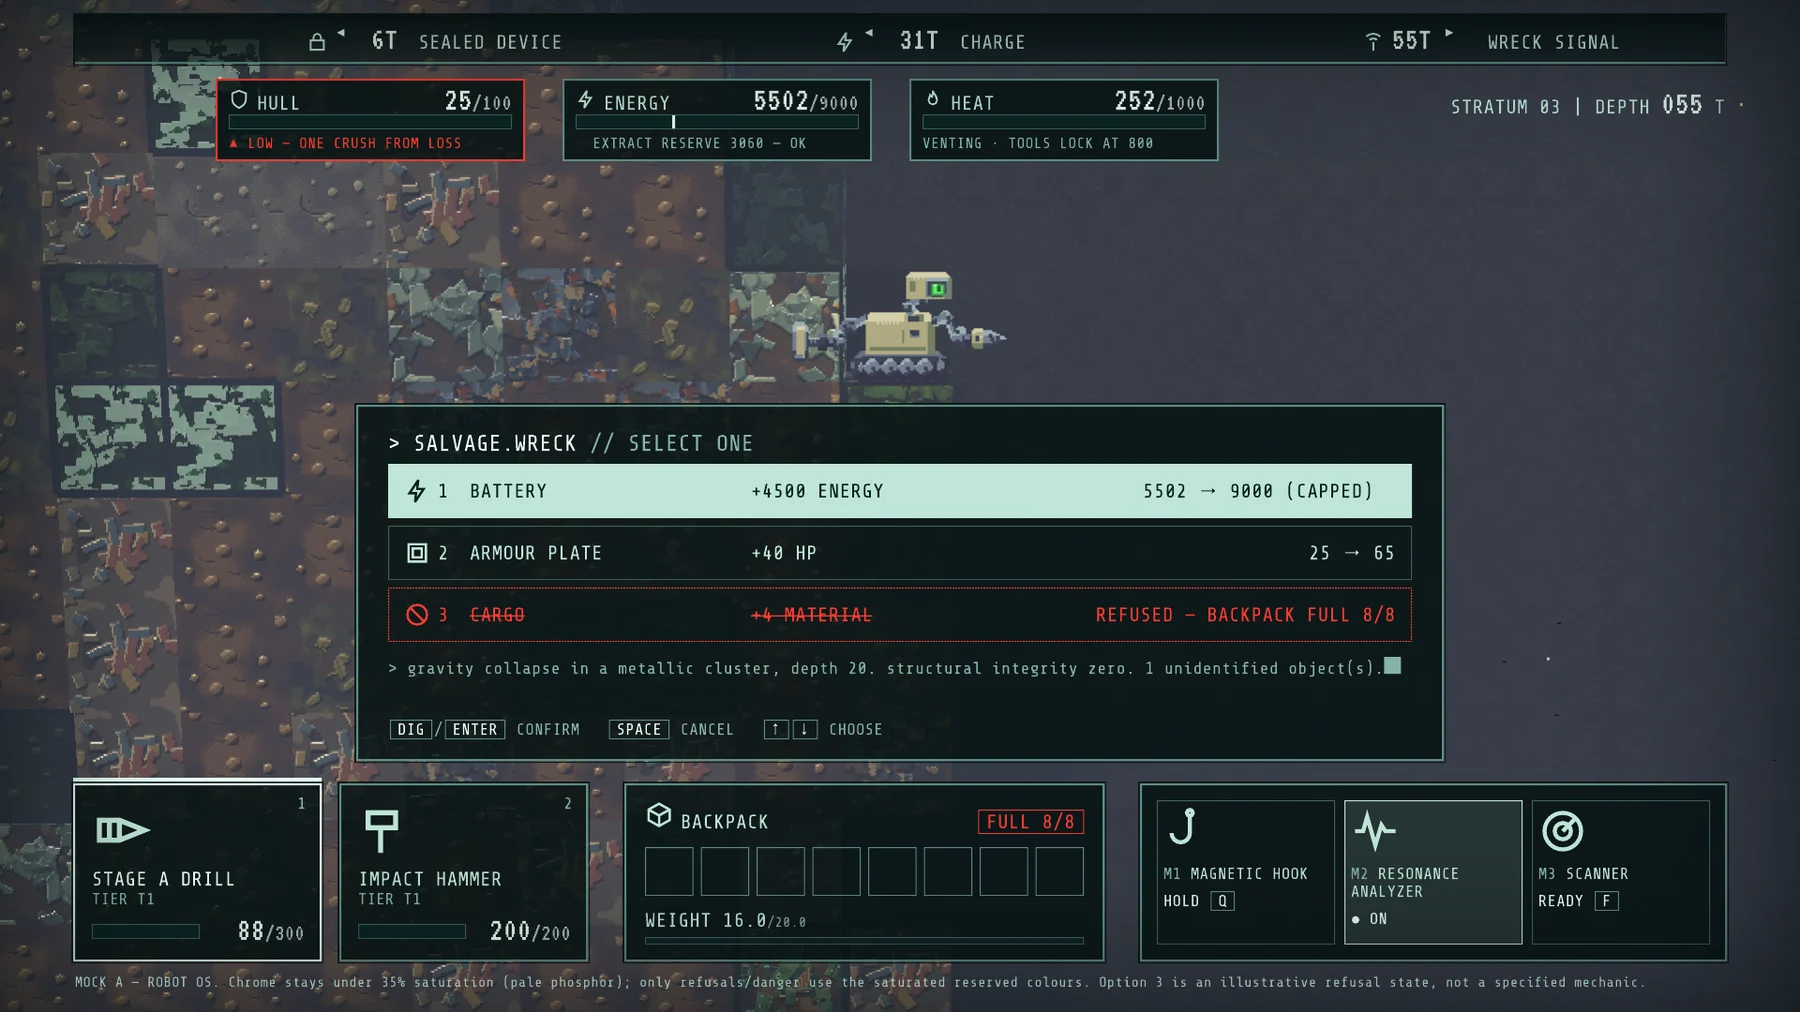 6T SEALED DEVICE
31T CHARGE
55T WRECK SIGNAL
HULL 25/100
▲ LOW — ONE CRUSH FROM LOSS
ENERGY 5502/9000
EXTRACT RESERVE 3060 — OK
HEAT 252/1000
VENTING · TOOLS LOCK AT 800
STRATUM 03 | DEPTH 055 T
> SALVAGE.WRECK // SELECT ONE
1 BATTERY +4500 ENERGY 5502 → 9000 (CAPPED)
2 ARMOUR PLATE +40 HP 25 → 65
3 CARGO +4 MATERIAL REFUSED — BACKPACK FULL 8/8
> gravity collapse in a metallic cluster, depth 20. structural integrity zero. 1 unidentified object(s).
DIG/ENTER CONFIRM SPACE CANCEL ↑ ↓ CHOOSE
1
STAGE A DRILL
TIER T1
88/300
2
IMPACT HAMMER
TIER T1
200/200
BACKPACK FULL 8/8
WEIGHT 16.0/20.0
M1 MAGNETIC HOOK
HOLD Q
M2 RESONANCE
ANALYZER
● ON
M3 SCANNER
READY F
MOCK A — ROBOT OS. Chrome stays under 35% saturation (pale phosphor); only refusals/danger use the saturated reserved colours. Option 3 is an illustrative refusal state, not a specified mechanic.